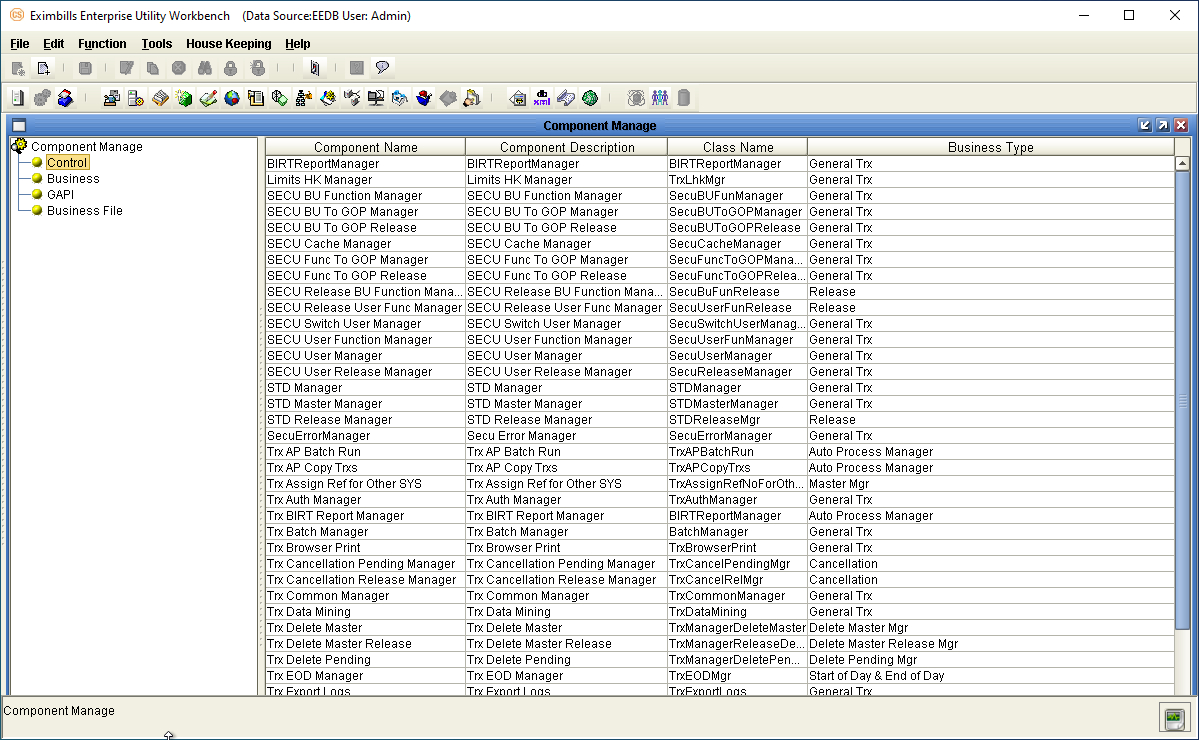 Eximbills Enterprise Utility Workbench (Data Source:EEDB User: Admin)
File Edit Function Tools House Keeping Help
Component Manage
Component Manage
Control
Business
GAPI
Business File
Component Name Component Description Class Name Business Type
BIRTReportManager BIRTReportManager BIRTReportManager General Trx
Limits HK Manager Limits HK Manager TrxLhkMgr General Trx
SECU BU Function Manager SECU BU Function Manager SecuBUFunManager General Trx
SECU BU To GOP Manager SECU BU To GOP Manager SecuBUToGOPManager General Trx
SECU BU To GOP Release SECU BU To GOP Release SecuBUToGOPRelease General Trx
SECU Cache Manager SECU Cache Manager SecuCacheManager General Trx
SECU Func To GOP Manager SECU Func To GOP Manager SecuFuncToGOPMana... General Trx
SECU Func To GOP Release SECU Func To GOP Release SecuFuncToGOPRelea... General Trx
SECU Release BU Function Mana... SECU Release BU Function Mana... SecuBuFunRelease Release
SECU Release User Func Manager SECU Release User Func Manager SecuUserFunRelease Release
SECU Switch User Manager SECU Switch User Manager SecuSwitchUserManag... General Trx
SECU User Function Manager SECU User Function Manager SecuUserFunManager General Trx
SECU User Manager SECU User Manager SecuUserManager General Trx
SECU User Release Manager SECU User Release Manager SecuReleaseManager General Trx
STD Manager STD Manager STDManager General Trx
STD Master Manager STD Master Manager STDMasterManager General Trx
STD Release Manager STD Release Manager STDReleaseMgr Release
SecuErrorManager Secu Error Manager SecuErrorManager General Trx
Trx AP Batch Run Trx AP Batch Run TrxAPBatchRun Auto Process Manager
Trx AP Copy Trxs Trx AP Copy Trxs TrxAPCopyTrxs Auto Process Manager
Trx Assign Ref for Other SYS Trx Assign Ref for Other SYS TrxAssignRefNoForOth... Master Mgr
Trx Auth Manager Trx Auth Manager TrxAuthManager General Trx
Trx BIRT Report Manager Trx BIRT Report Manager BIRTReportManager Auto Process Manager
Trx Batch Manager Trx Batch Manager BatchManager General Trx
Trx Browser Print Trx Browser Print TrxBrowserPrint General Trx
Trx Cancellation Pending Manager Trx Cancellation Pending Manager TrxCancelPendingMgr Cancellation
Trx Cancellation Release Manager Trx Cancellation Release Manager TrxCancelRelMgr Cancellation
Trx Common Manager Trx Common Manager TrxCommonManager General Trx
Trx Data Mining Trx Data Mining TrxDataMining General Trx
Trx Delete Master Trx Delete Master TrxManagerDeleteMaster Delete Master Mgr
Trx Delete Master Release Trx Delete Master Release TrxManagerReleaseDe... Delete Master Release Mgr
Trx Delete Pending Trx Delete Pending TrxManagerDeletePen... Delete Pending Mgr
Trx EOD Manager Trx EOD Manager TrxEODMgr Start of Day & End of Day
Trx Export Logs Trx Export Logs TrxExportLogs General Trx
Component Manage